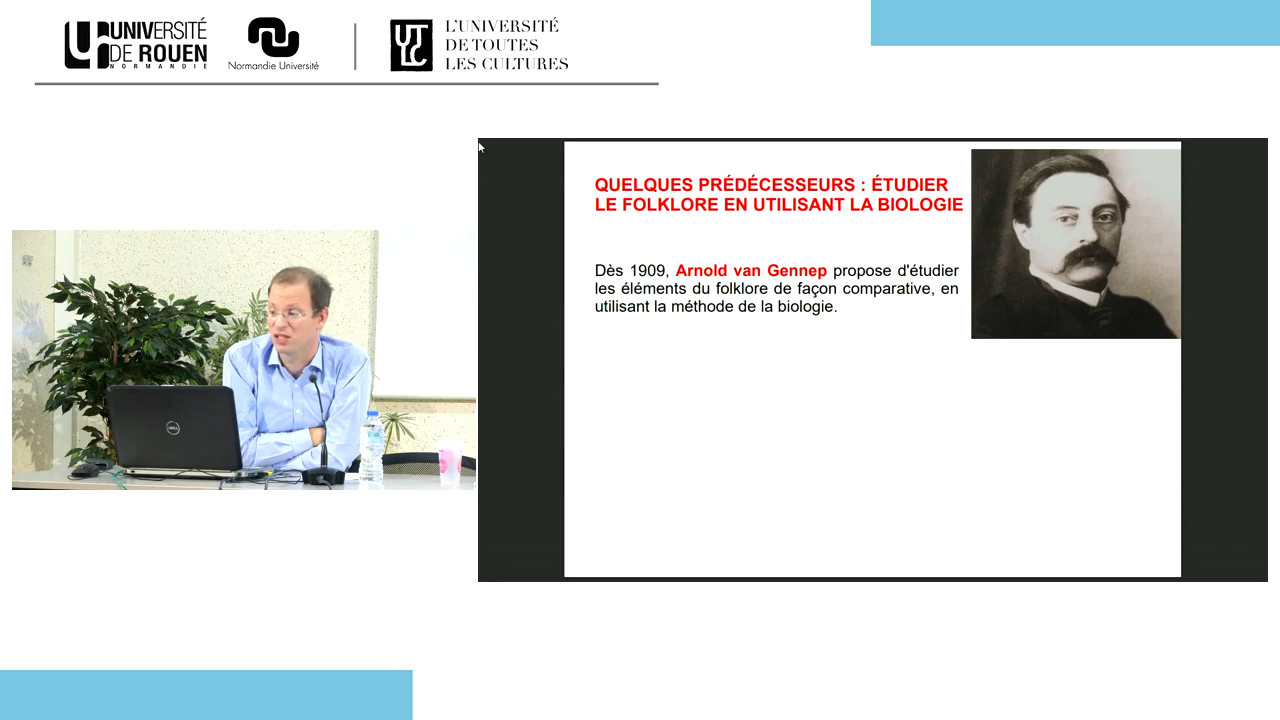 UNIVERSITÉ
DE ROUEN
NORMANDIE
Normandie Université
UTLC
L'UNIVERSITÉ
DE TOUTES
LES CULTURES
QUELQUES PRÉDÉCESSEURS : ÉTUDIER
LE FOLKLORE EN UTILISANT LA BIOLOGIE
Dès 1909, Arnold van Gennep propose d'étudier
les éléments du folklore de façon comparative, en
utilisant la méthode de la biologie.
DELL